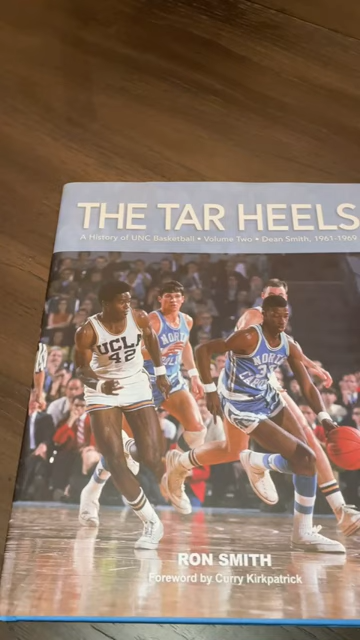 THE TAR HEELS
A History of UNC Basketball • Volume Two • Dean Smith, 1961-1969
UCLA
42
NORTH
RON SMITH
Foreword by Curry Kirkpatrick